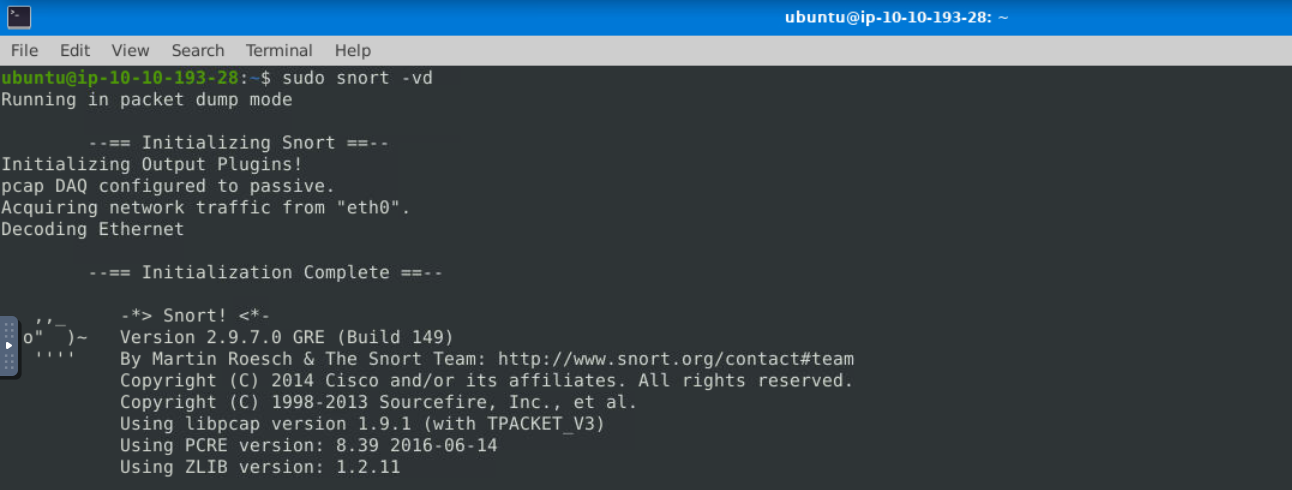 ubuntu@ip-10-10-193-28: ~
File Edit View Search Terminal Help
ubuntu@ip-10-10-193-28:~$ sudo snort -vd
Running in packet dump mode
--== Initializing Snort ==--
Initializing Output Plugins!
pcap DAQ configured to passive.
Acquiring network traffic from "eth0".
Decoding Ethernet
--== Initialization Complete ==--
,,_ -*> Snort! <*-
o" )~ Version 2.9.7.0 GRE (Build 149)
'''' By Martin Roesch & The Snort Team: http://www.snort.org/contact#team
Copyright (C) 2014 Cisco and/or its affiliates. All rights reserved.
Copyright (C) 1998-2013 Sourcefire, Inc., et al.
Using libpcap version 1.9.1 (with TPACKET_V3)
Using PCRE version: 8.39 2016-06-14
Using ZLIB version: 1.2.11